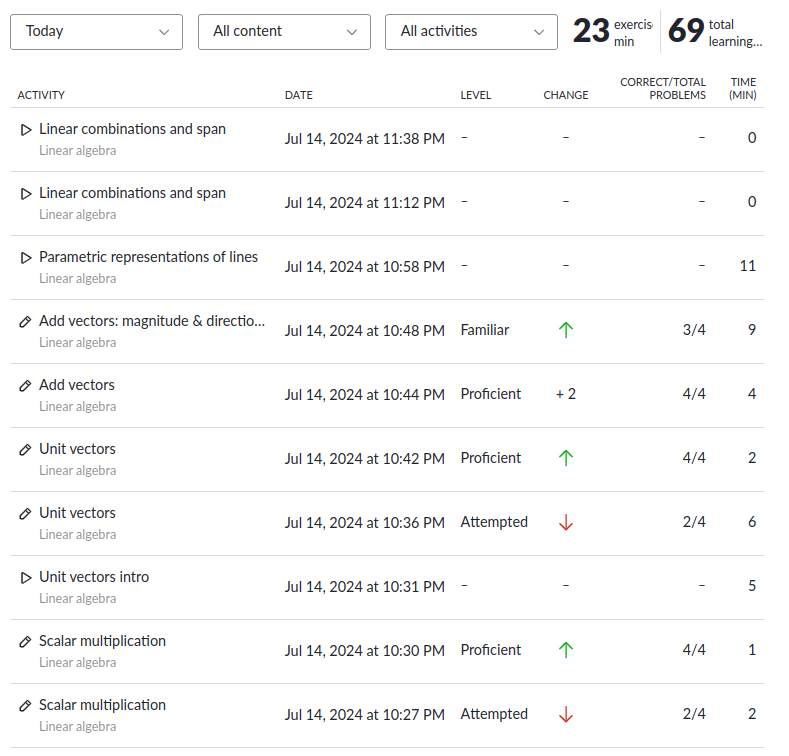 Today
All content
All activities
23 exercis
min
69 total
learning...
ACTIVITY DATE LEVEL CHANGE CORRECT/TOTAL PROBLEMS TIME (MIN)
Linear combinations and span Jul 14, 2024 at 11:38 PM – – – 0
Linear algebra
Linear combinations and span Jul 14, 2024 at 11:12 PM – – – 0
Linear algebra
Parametric representations of lines Jul 14, 2024 at 10:58 PM – – – 11
Linear algebra
Add vectors: magnitude & directio... Jul 14, 2024 at 10:48 PM Familiar ↑ 3/4 9
Linear algebra
Add vectors Jul 14, 2024 at 10:44 PM Proficient + 2 4/4 4
Linear algebra
Unit vectors Jul 14, 2024 at 10:42 PM Proficient ↑ 4/4 2
Linear algebra
Unit vectors Jul 14, 2024 at 10:36 PM Attempted ↓ 2/4 6
Linear algebra
Unit vectors intro Jul 14, 2024 at 10:31 PM – – – 5
Linear algebra
Scalar multiplication Jul 14, 2024 at 10:30 PM Proficient ↑ 4/4 1
Linear algebra
Scalar multiplication Jul 14, 2024 at 10:27 PM Attempted ↓ 2/4 2
Linear algebra